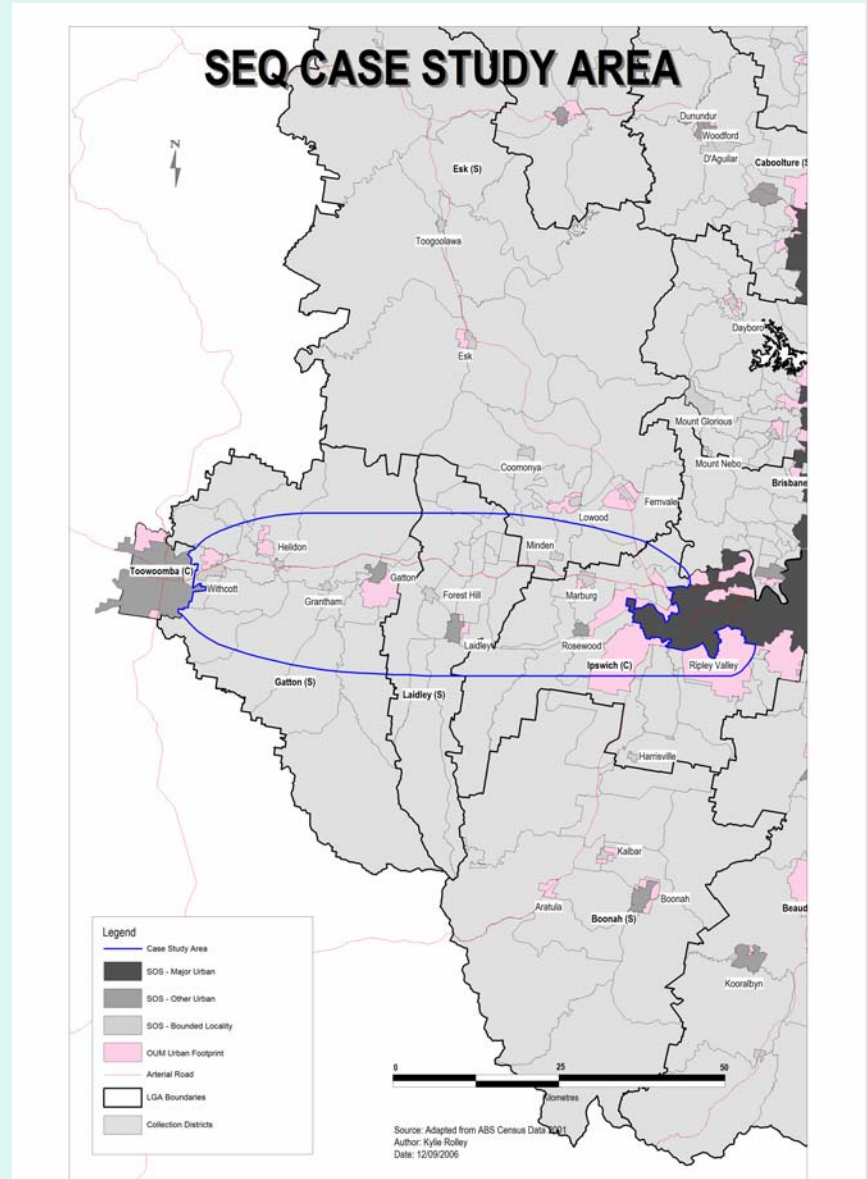 SEQ CASE STUDY AREA
N
Dunundur
Woodford
D'Aguilar
Caboolture (S
Esk (S)
Toogoolawa
Dayboro
Esk
Mount Glorious
Mount Nebo
Coomonya
Brisbane
Fernvale
Lowood
Helidon
Minden
Toowoomba (C)
Withcott
Gatton
Grantham
Forest Hill
Marburg
Laidley
Rosewood
Ipswich (C)
Ripley Valley
Gatton (S)
Laidley (S)
Harrisville
Kalbar
Aratula
Boonah
Boonah (S)
Beaud
Kooralbyn
Legend
Case Study Area
SOS - Major Urban
SOS - Other Urban
SOS - Bounded Locality
OUM Urban Footprint
Arterial Road
LGA Boundaries
Collection Districts
0 25 50
Kilometres
Source: Adapted from ABS Census Data 2001
Author: Kylie Rolley
Date: 12/09/2006